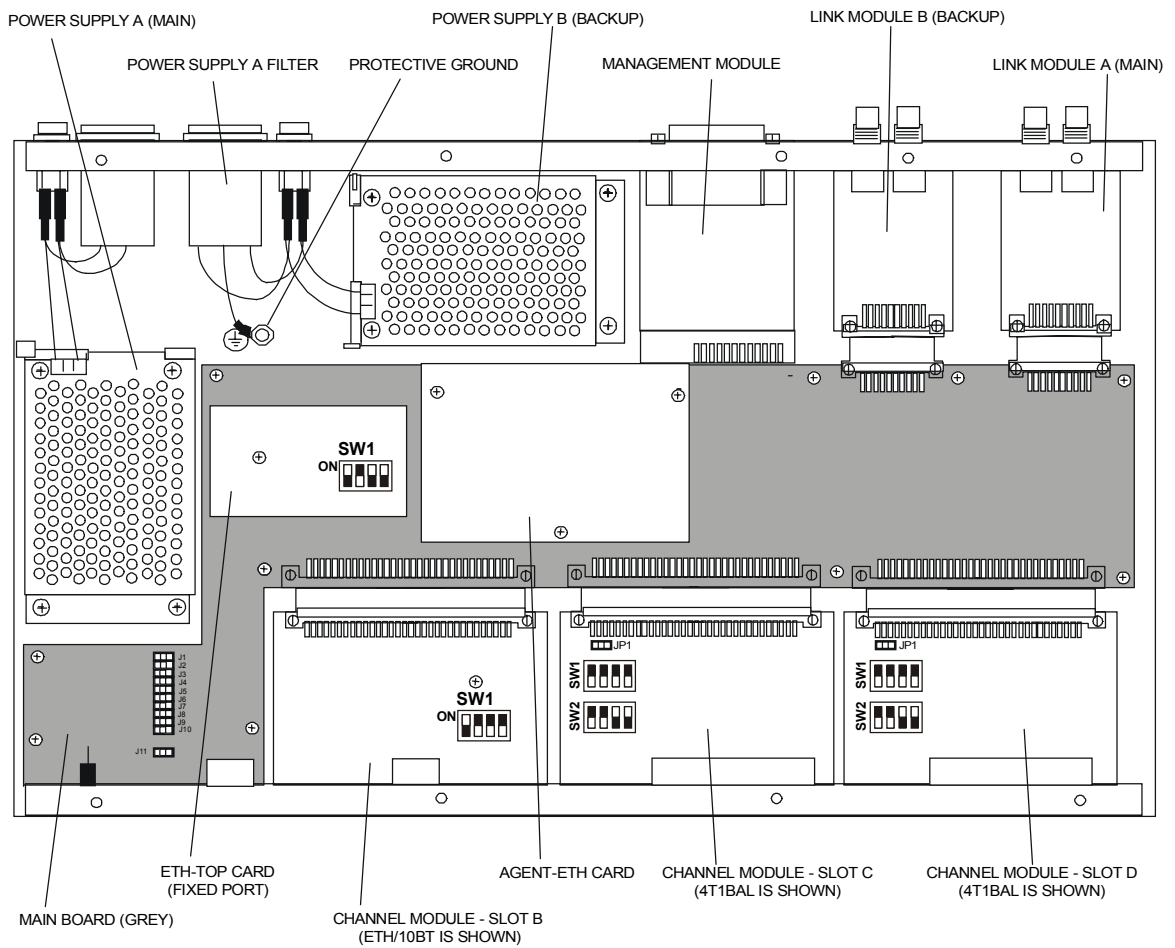 POWER SUPPLY A (MAIN)
POWER SUPPLY B (BACKUP)
LINK MODULE B (BACKUP)
POWER SUPPLY A FILTER
PROTECTIVE GROUND
MANAGEMENT MODULE
LINK MODULE A (MAIN)
SW1
ON
J1
J2
J3
J4
J5
J6
J7
J8
J9
J10
J11
SW1
ON
JP1
SW1
SW2
JP1
SW1
SW2
ETH-TOP CARD
(FIXED PORT)
AGENT-ETH CARD
CHANNEL MODULE - SLOT C
(4T1BAL IS SHOWN)
CHANNEL MODULE - SLOT D
(4T1BAL IS SHOWN)
MAIN BOARD (GREY)
CHANNEL MODULE - SLOT B
(ETH/10BT IS SHOWN)